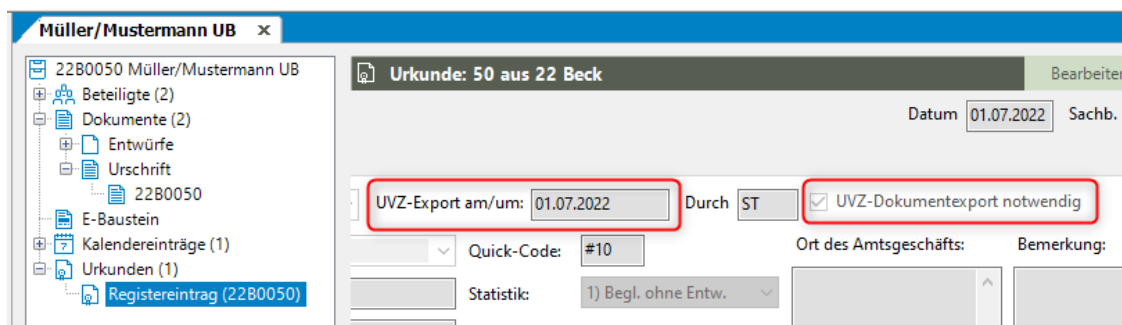 Müller/Mustermann UB x
22B0050 Müller/Mustermann UB
Beteiligte (2)
Dokumente (2)
Entwürfe
Urschrift
22B0050
E-Baustein
Kalendereinträge (1)
Urkunden (1)
Registereintrag (22B0050)
Urkunde: 50 aus 22 Beck
Bearbeiter
Datum 01.07.2022 Sachb.
UVZ-Export am/um: 01.07.2022 Durch ST UVZ-Dokumentexport notwendig
Quick-Code: #10 Ort des Amtsgeschäfts: Bemerkung:
Statistik: 1) Begl. ohne Entw.